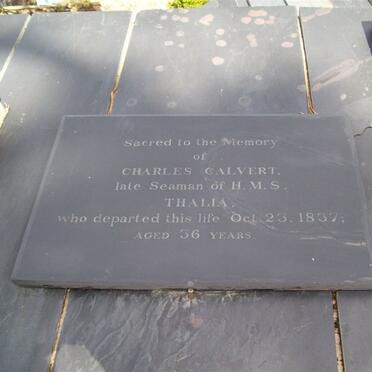 Sacred to the Memory
of
CHARLES CALVERT,
late Seaman of H.M.S.
THALIA,
who departed this life Oct. 23, 1837;
AGED 36 YEARS.